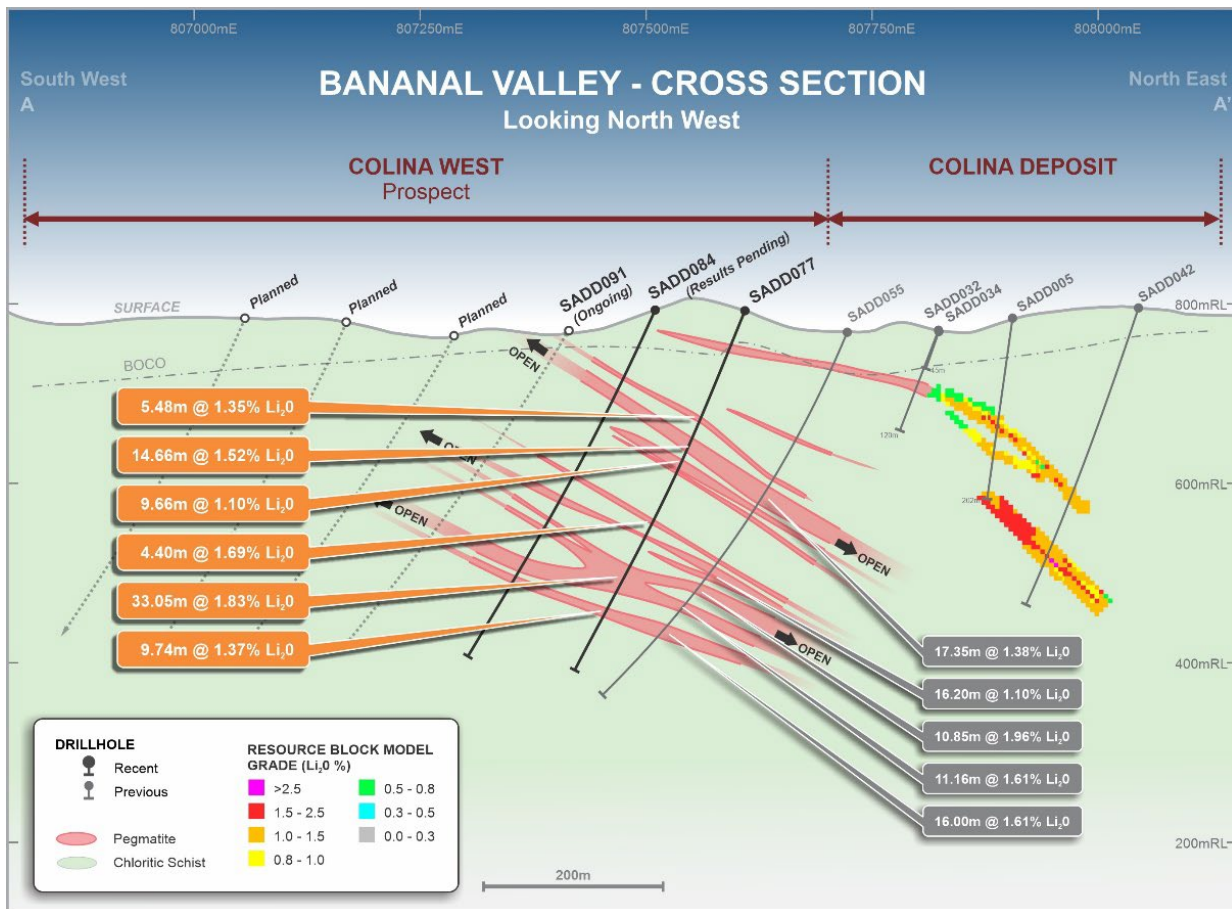 807000mE
807250mE
807500mE
807750mE
808000mE
South West
A
BANANAL VALLEY - CROSS SECTION
Looking North West
North East
A'
COLINA WEST
Prospect
COLINA DEPOSIT
Planned
Planned
Planned
SADD091
(Ongoing)
SADD084
(Results Pending)
SADD077
SADD055
SADD032
SADD034
SADD005
SADD042
SURFACE
800mRL
BOCO
OPEN
45m
129m
262m
5.48m @ 1.35% Li₂0
14.66m @ 1.52% Li₂0
9.66m @ 1.10% Li₂0
4.40m @ 1.69% Li₂0
33.05m @ 1.83% Li₂0
9.74m @ 1.37% Li₂0
OPEN
OPEN
OPEN
OPEN
600mRL
400mRL
200mRL
17.35m @ 1.38% Li₂0
16.20m @ 1.10% Li₂0
10.85m @ 1.96% Li₂0
11.16m @ 1.61% Li₂0
16.00m @ 1.61% Li₂0
DRILLHOLE
Recent
Previous
Pegmatite
Chloritic Schist
RESOURCE BLOCK MODEL
GRADE (Li₂0 %)
>2.5
1.5 - 2.5
1.0 - 1.5
0.8 - 1.0
0.5 - 0.8
0.3 - 0.5
0.0 - 0.3
200m